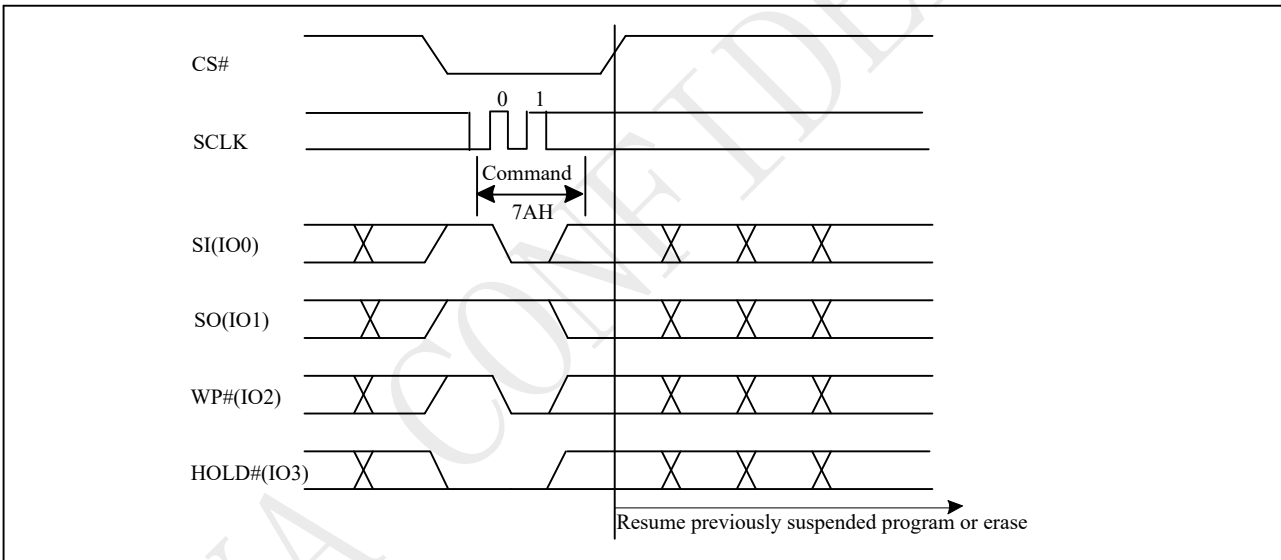 CS#
0 1
SCLK
Command
7AH
SI(IO0)
SO(IO1)
WP#(IO2)
HOLD#(IO3)
Resume previously suspended program or erase